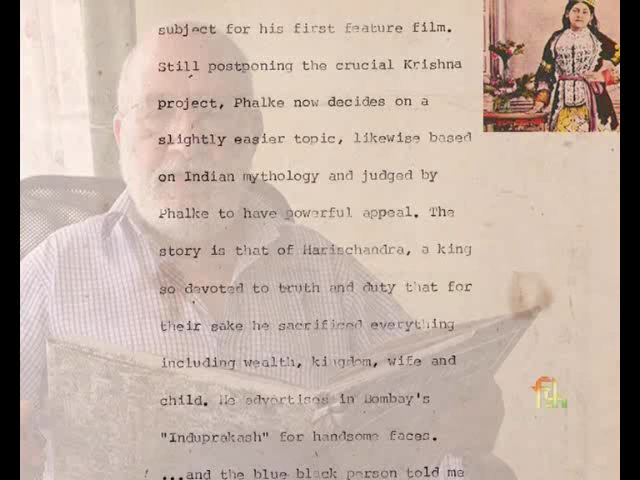 subject for his first feature film.
Still postponing the crucial Krishna
project, Phalke now decides on a
slightly easier topic, likewise based
on Indian mythology and judged by
Phalke to have powerful appeal. The
story is that of Harischandra, a king
so devoted to truth and duty that for
their sake he sacrificed everything
including wealth, kingdom, wife and
child. He advertises in Bombay's
"Induprakash" for handsome faces.
...and the blue black person told me